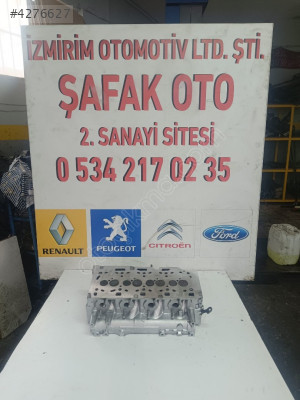 #4276627
İZMİRİM OTOMOTİV LTD. ŞTİ.
ŞAFAK OTO
2. SANAYİ SİTESİ
0 534 217 02 35
RENAULT
PEUGEOT
CITROËN
Ford